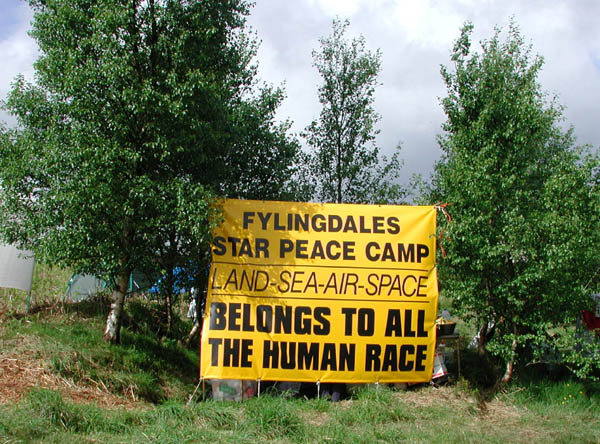 FYLINGDALES
STAR PEACE CAMP
LAND-SEA-AIR-SPACE
BELONGS TO ALL
THE HUMAN RACE